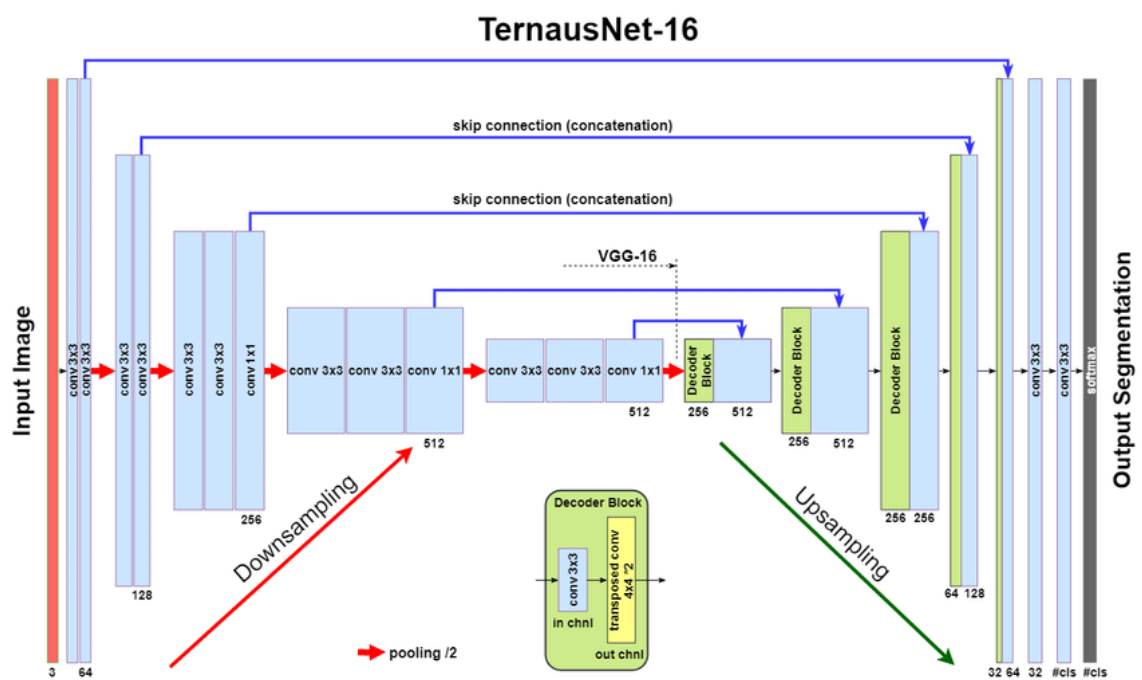 TernausNet-16
skip connection (concatenation)
skip connection (concatenation)
VGG-16
Input Image
conv 3x3
conv 3x3
conv 3x3
conv 3x3
conv 3x3
conv 3x3
conv 1x1
conv 3x3
conv 3x3
conv 1x1
conv 3x3
conv 3x3
conv 1x1
Decoder
Block
Decoder Block
Decoder Block
conv 3x3
conv 3x3
softmax
Output Segmentation
512
256
512
512
256
512
256
256 256
Downsampling
Upsampling
Decoder Block
conv 3x3
transposed conv
4x4 *2
in chnl
out chnl
128
64 128
pooling /2
3
64
32 64
32
#cls
#cls